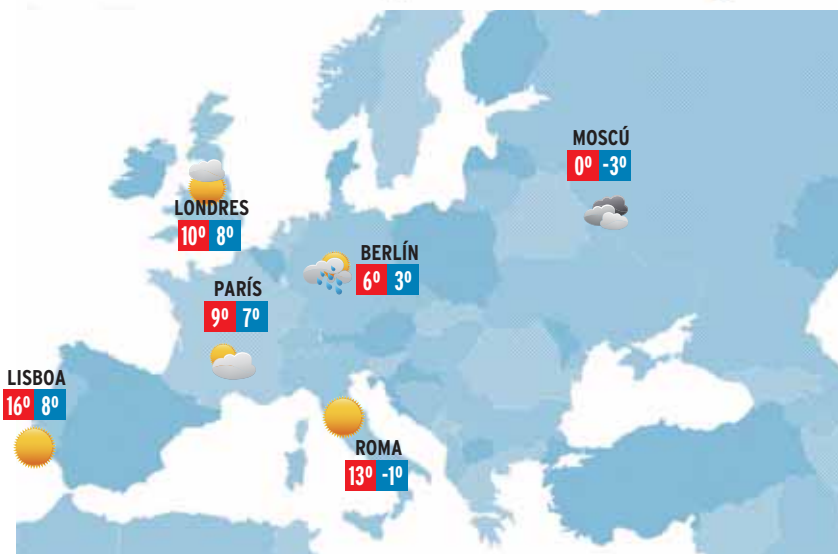 MOSCÚ
0º -3º
LONDRES
10º 8º
BERLÍN
6º 3º
PARÍS
9º 7º
LISBOA
16º 8º
ROMA
13º -1º